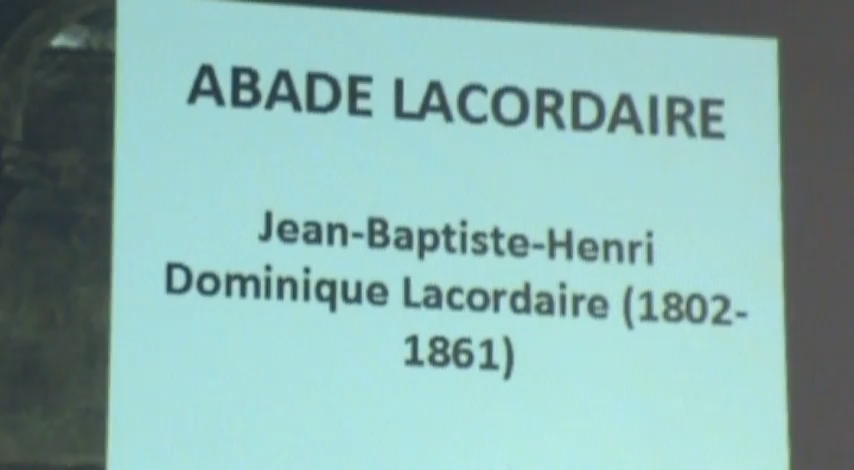 ABADE LACORDAIRE
Jean-Baptiste-Henri
Dominique Lacordaire (1802-
1861)